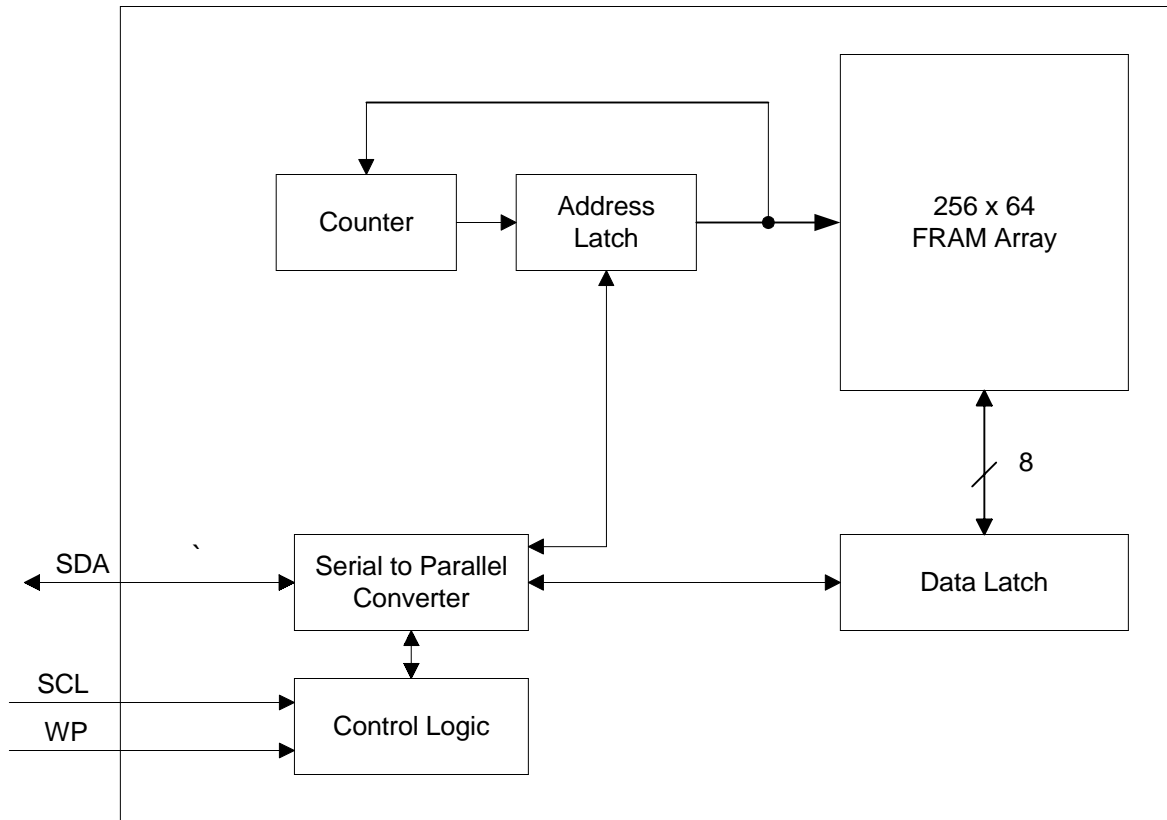 Counter
Address
Latch
256 x 64
FRAM Array
8
SDA
`
Serial to Parallel
Converter
Data Latch
SCL
WP
Control Logic